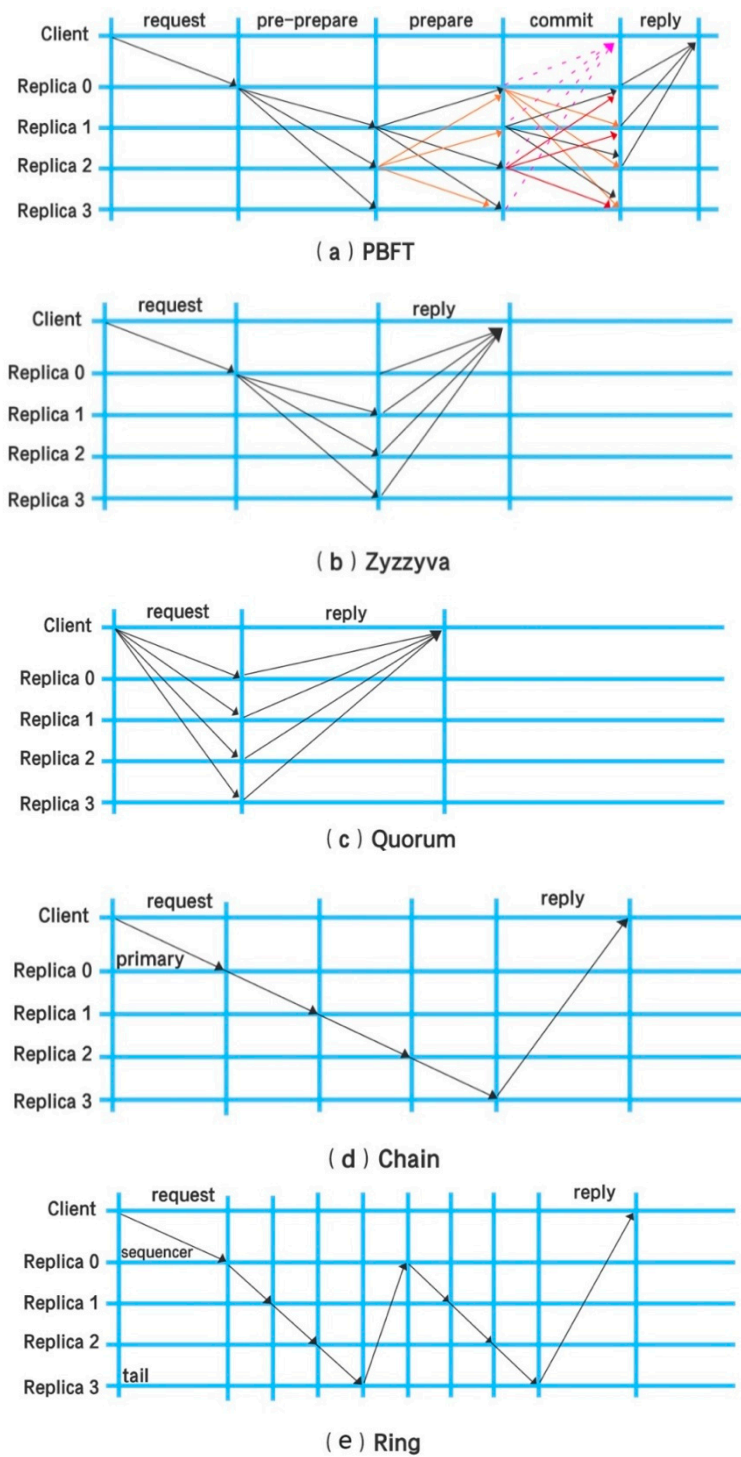 request pre-prepare prepare commit reply
Client
Replica 0
Replica 1
Replica 2
Replica 3
(a) PBFT
request reply
Client
Replica 0
Replica 1
Replica 2
Replica 3
(b) Zyzzyva
request reply
Client
Replica 0
Replica 1
Replica 2
Replica 3
(c) Quorum
request reply
Client
primary
Replica 0
Replica 1
Replica 2
Replica 3
(d) Chain
request reply
Client
sequencer
Replica 0
Replica 1
Replica 2
tail
Replica 3
(e) Ring